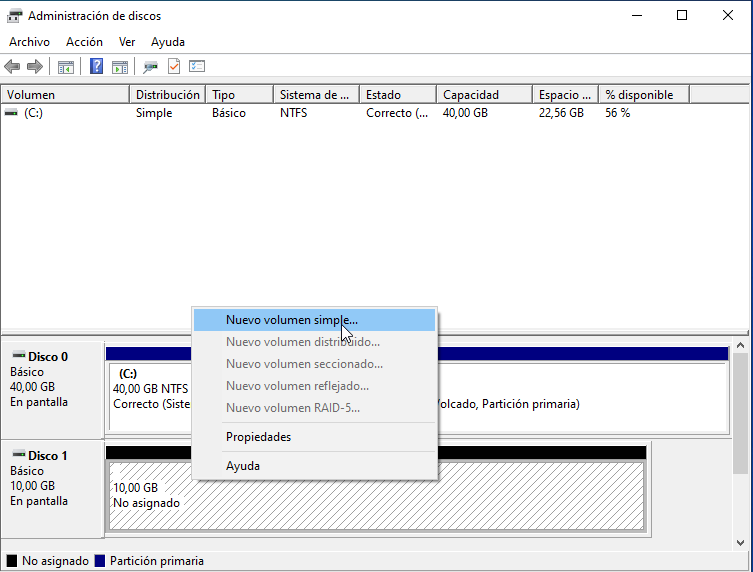 Administración de discos
Archivo Acción Ver Ayuda
Volumen Distribución Tipo Sistema de ... Estado Capacidad Espacio ... % disponible
(C:) Simple Básico NTFS Correcto (... 40,00 GB 22,56 GB 56 %
Nuevo volumen simple...
Nuevo volumen distribuido...
Nuevo volumen seccionado...
Nuevo volumen reflejado...
Nuevo volumen RAID-5...
Propiedades
Ayuda
Disco 0
Básico
40,00 GB
En pantalla
(C:)
40,00 GB NTFS
Correcto (Siste olcado, Partición primaria)
Disco 1
Básico
10,00 GB
En pantalla
10,00 GB
No asignado
No asignado Partición primaria